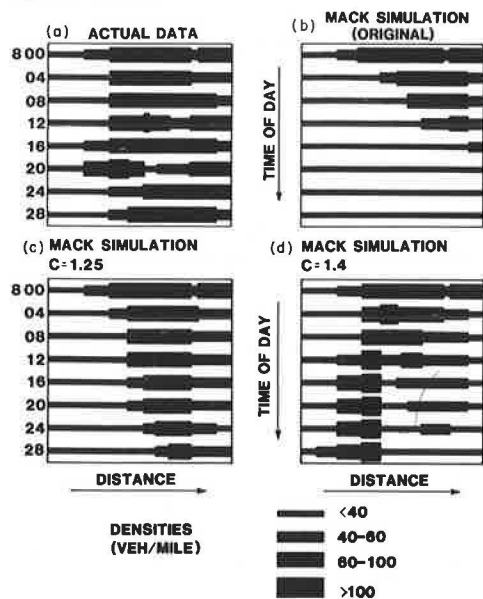 (a) ACTUAL DATA
800
04
08
12
16
20
24
28
(b) MACK SIMULATION
(ORIGINAL)
TIME OF DAY
(c) MACK SIMULATION
C=1.25
800
04
08
12
16
20
24
28
(d) MACK SIMULATION
C=1.4
TIME OF DAY
DISTANCE
DISTANCE
DENSITIES
(VEH/MILE)
<40
40-60
60-100
>100